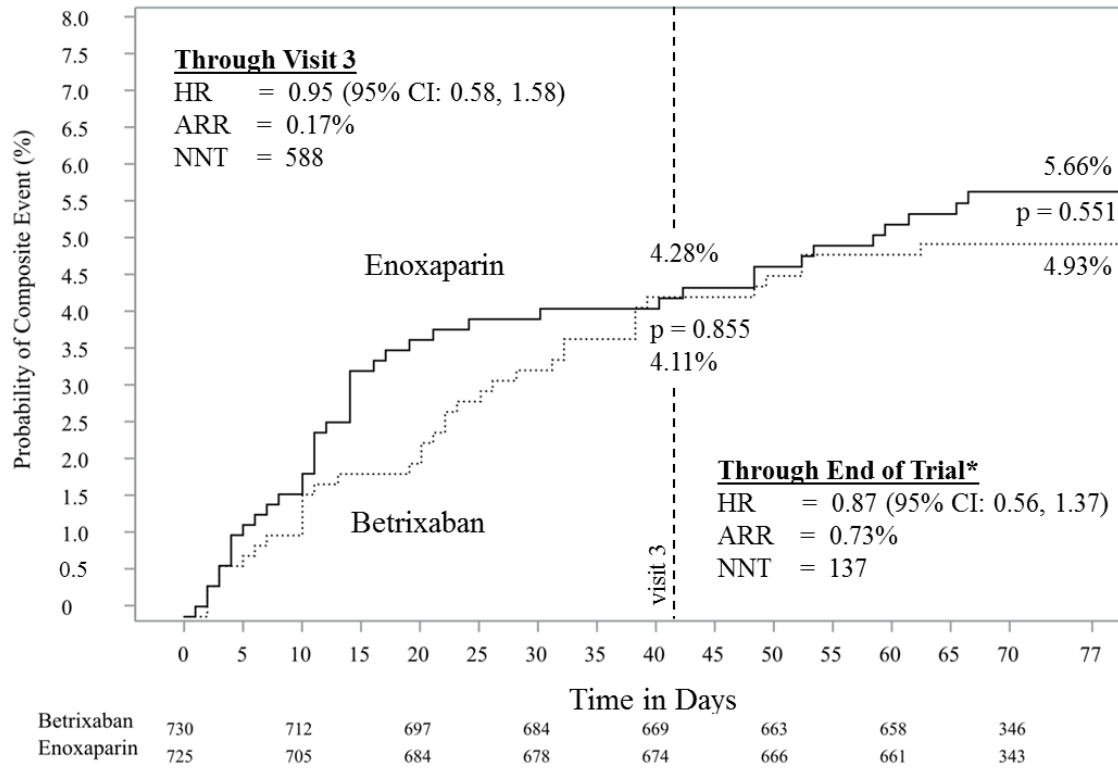 Probability of Composite Event (%)
8.0
7.5
7.0
6.5
6.0
5.5
5.0
4.5
4.0
3.5
3.0
2.5
2.0
1.5
1.0
0.5
0
Through Visit 3
HR = 0.95 (95% CI: 0.58, 1.58)
ARR = 0.17%
NNT = 588
5.66%
p = 0.551
4.93%
Enoxaparin
4.28%
p = 0.855
4.11%
Betrixaban
visit 3
Through End of Trial*
HR = 0.87 (95% CI: 0.56, 1.37)
ARR = 0.73%
NNT = 137
0 5 10 15 20 25 30 35 40 45 50 55 60 65 70 77
Time in Days
Betrixaban 730 712 697 684 669 663 658 346
Enoxaparin 725 705 684 678 674 666 661 343